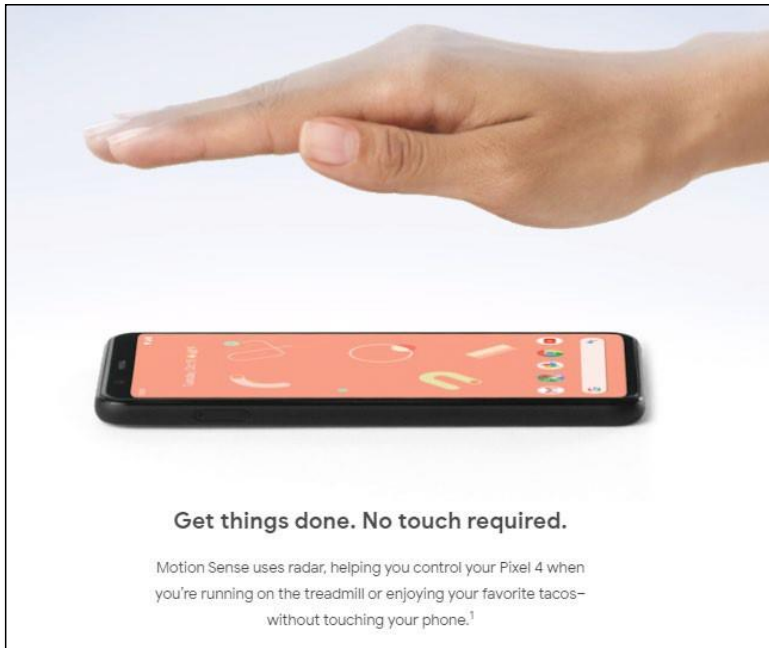 Get things done. No touch required.
Motion Sense uses radar, helping you control your Pixel 4 when
you're running on the treadmill or enjoying your favorite tacos–
without touching your phone.1